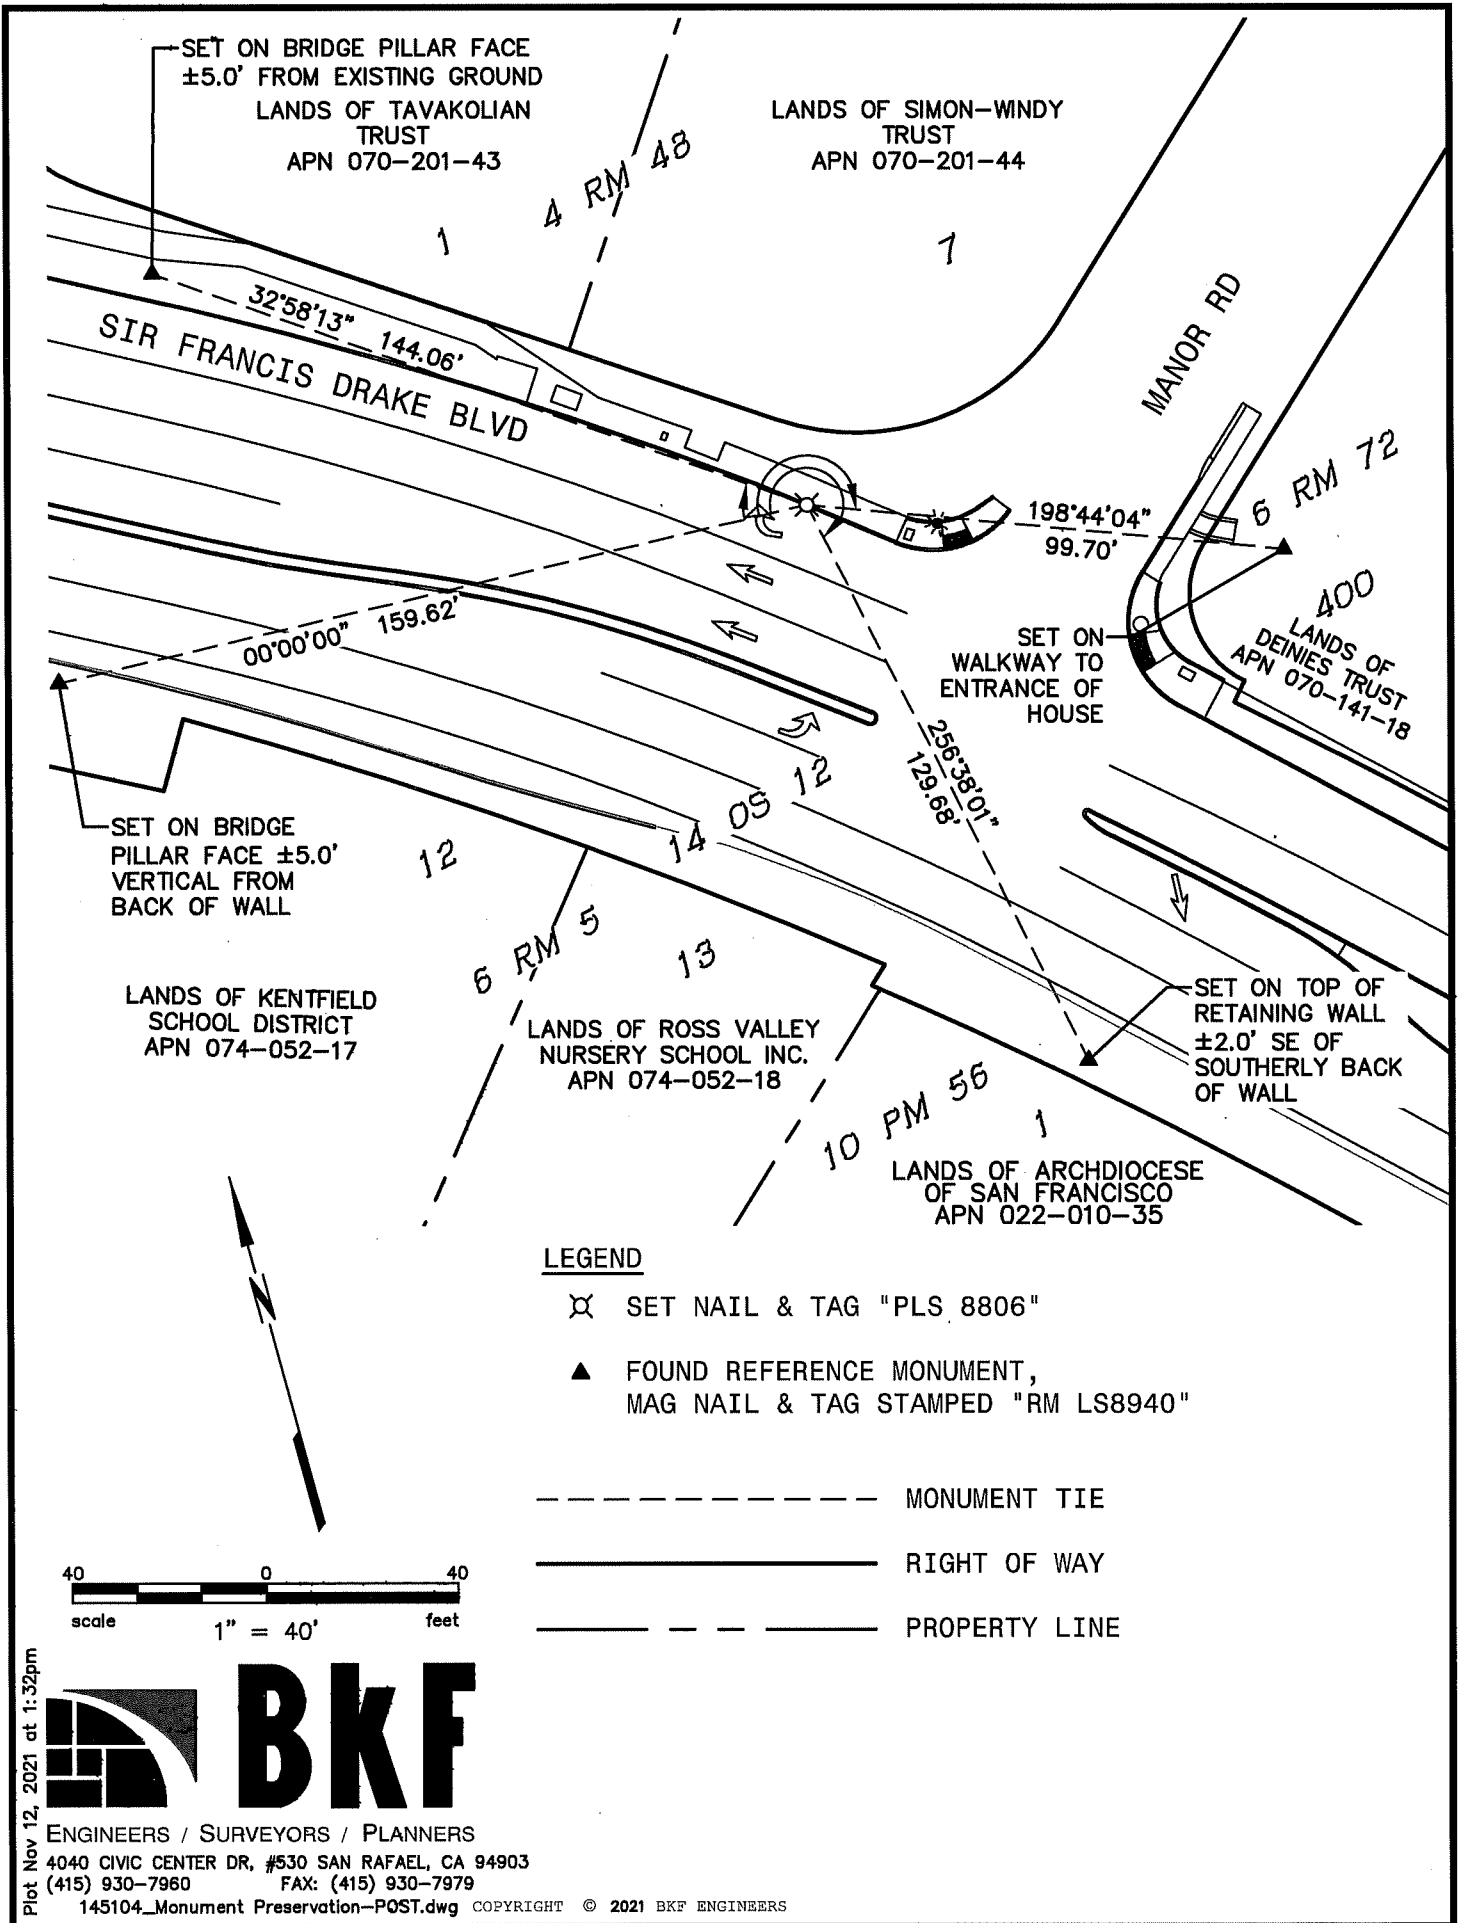 SET ON BRIDGE PILLAR FACE
±5.0' FROM EXISTING GROUND
LANDS OF TAVAKOLIAN
TRUST
APN 070-201-43
LANDS OF SIMON-WINDY
TRUST
APN 070-201-44
4 RM 48
1
7
32°58'13" 144.06'
SIR FRANCIS DRAKE BLVD
MANOR RD
6 RM 72
198°44'04"
99.70'
400
LANDS OF
DEINIES TRUST
APN 070-141-18
00°00'00" 159.62'
SET ON
WALKWAY TO
ENTRANCE OF
HOUSE
256°38'01"
129.68'
14 OS 12
SET ON BRIDGE
PILLAR FACE ±5.0'
VERTICAL FROM
BACK OF WALL
12
6 RM 5
13
LANDS OF KENTFIELD
SCHOOL DISTRICT
APN 074-052-17
LANDS OF ROSS VALLEY
NURSERY SCHOOL INC.
APN 074-052-18
SET ON TOP OF
RETAINING WALL
±2.0' SE OF
SOUTHERLY BACK
OF WALL
10 PM 56
1
LANDS OF ARCHDIOCESE
OF SAN FRANCISCO
APN 022-010-35
N
LEGEND
SET NAIL & TAG "PLS 8806"
FOUND REFERENCE MONUMENT,
MAG NAIL & TAG STAMPED "RM LS8940"
MONUMENT TIE
RIGHT OF WAY
PROPERTY LINE
40 0 40
scale 1" = 40' feet
BKF
ENGINEERS / SURVEYORS / PLANNERS
4040 CIVIC CENTER DR, #530 SAN RAFAEL, CA 94903
(415) 930-7960 FAX: (415) 930-7979
145104_Monument Preservation-POST.dwg COPYRIGHT © 2021 BKF ENGINEERS
Plot Nov 12, 2021 at 1:32pm